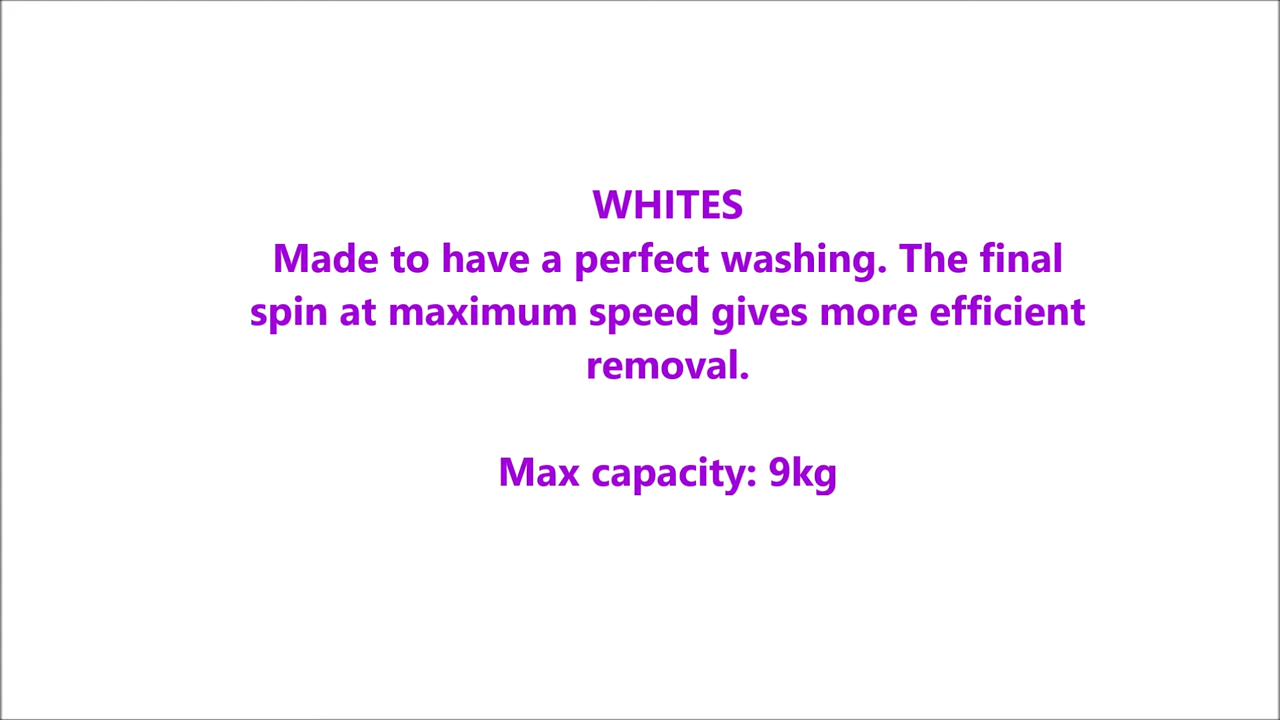 WHITES
Made to have a perfect washing. The final
spin at maximum speed gives more efficient
removal.
Max capacity: 9kg